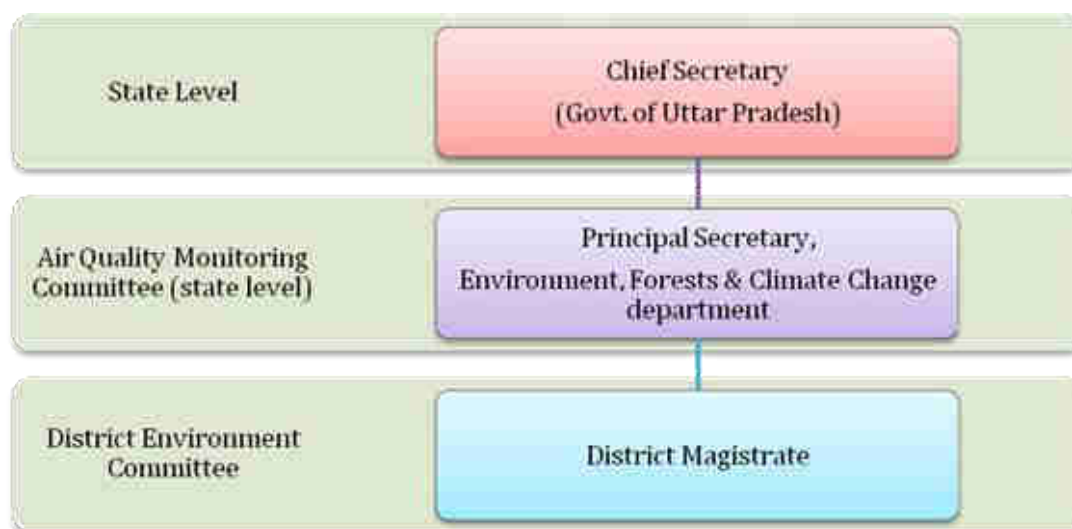 State Level
Chief Secretary
(Govt. of Uttar Pradesh)
Air Quality Monitoring
Committee (state level)
Principal Secretary,
Environment, Forests & Climate Change
department
District Environment
Committee
District Magistrate